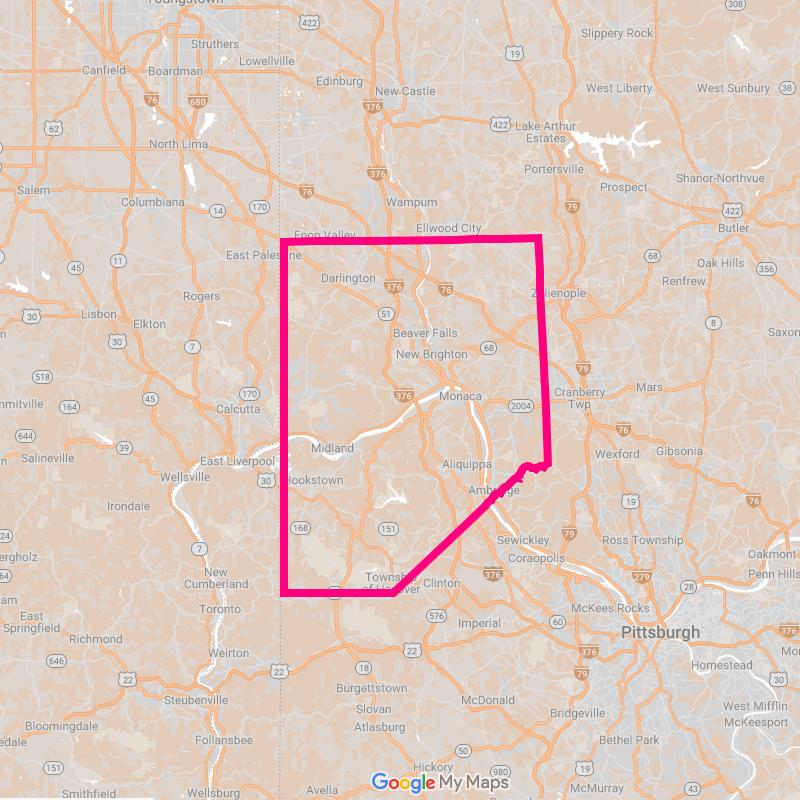 Youngstown
422
308
Struthers
Slippery Rock
Lowellville
19
Canfield
Boardman
Edinburg
New Castle
76
680
376
West Liberty
West Sunbury
38
62
422
Lake Arthur
Estates
North Lima
376
Portersville
Shanor-Northvue
Salem
76
Prospect
Columbiana
14
170
Wampum
79
422
Butler
Enon Valley
Ellwood City
East Palestine
68
Oak Hills
11
45
Darlington
376
76
Renfrew
356
Rogers
Zelienople
30
Lisbon
51
8
Elkton
Beaver Falls
Saxon
30
7
New Brighton
68
518
79
170
376
Monaca
Cranberry
Twp
Mars
45
164
Calcutta
2004
644
76
39
Midland
Wexford
Gibsonia
Salineville
East Liverpool
Aliquippa
Wellsville
30
Hookstown
Ambridge
76
Irondale
19
168
151
Sewickley
79
Ross Township
7
Coraopolis
Oakmont
New
Cumberland
Township
of Hanover
Clinton
376
279
28
Penn Hills
Toronto
McKees Rocks
East
Springfield
576
Imperial
60
Pittsburgh
376
Richmond
376
646
Weirton
22
22
18
79
Homestead
22
30
Steubenville
Burgettstown
McDonald
West Mifflin
Slovan
Bridgeville
McKeesport
Bloomingdale
Atlasburg
Follansbee
Bethel Park
50
151
Hickory
980
Smithfield
Wellsburg
Avella
Google My Maps
McMurray
43